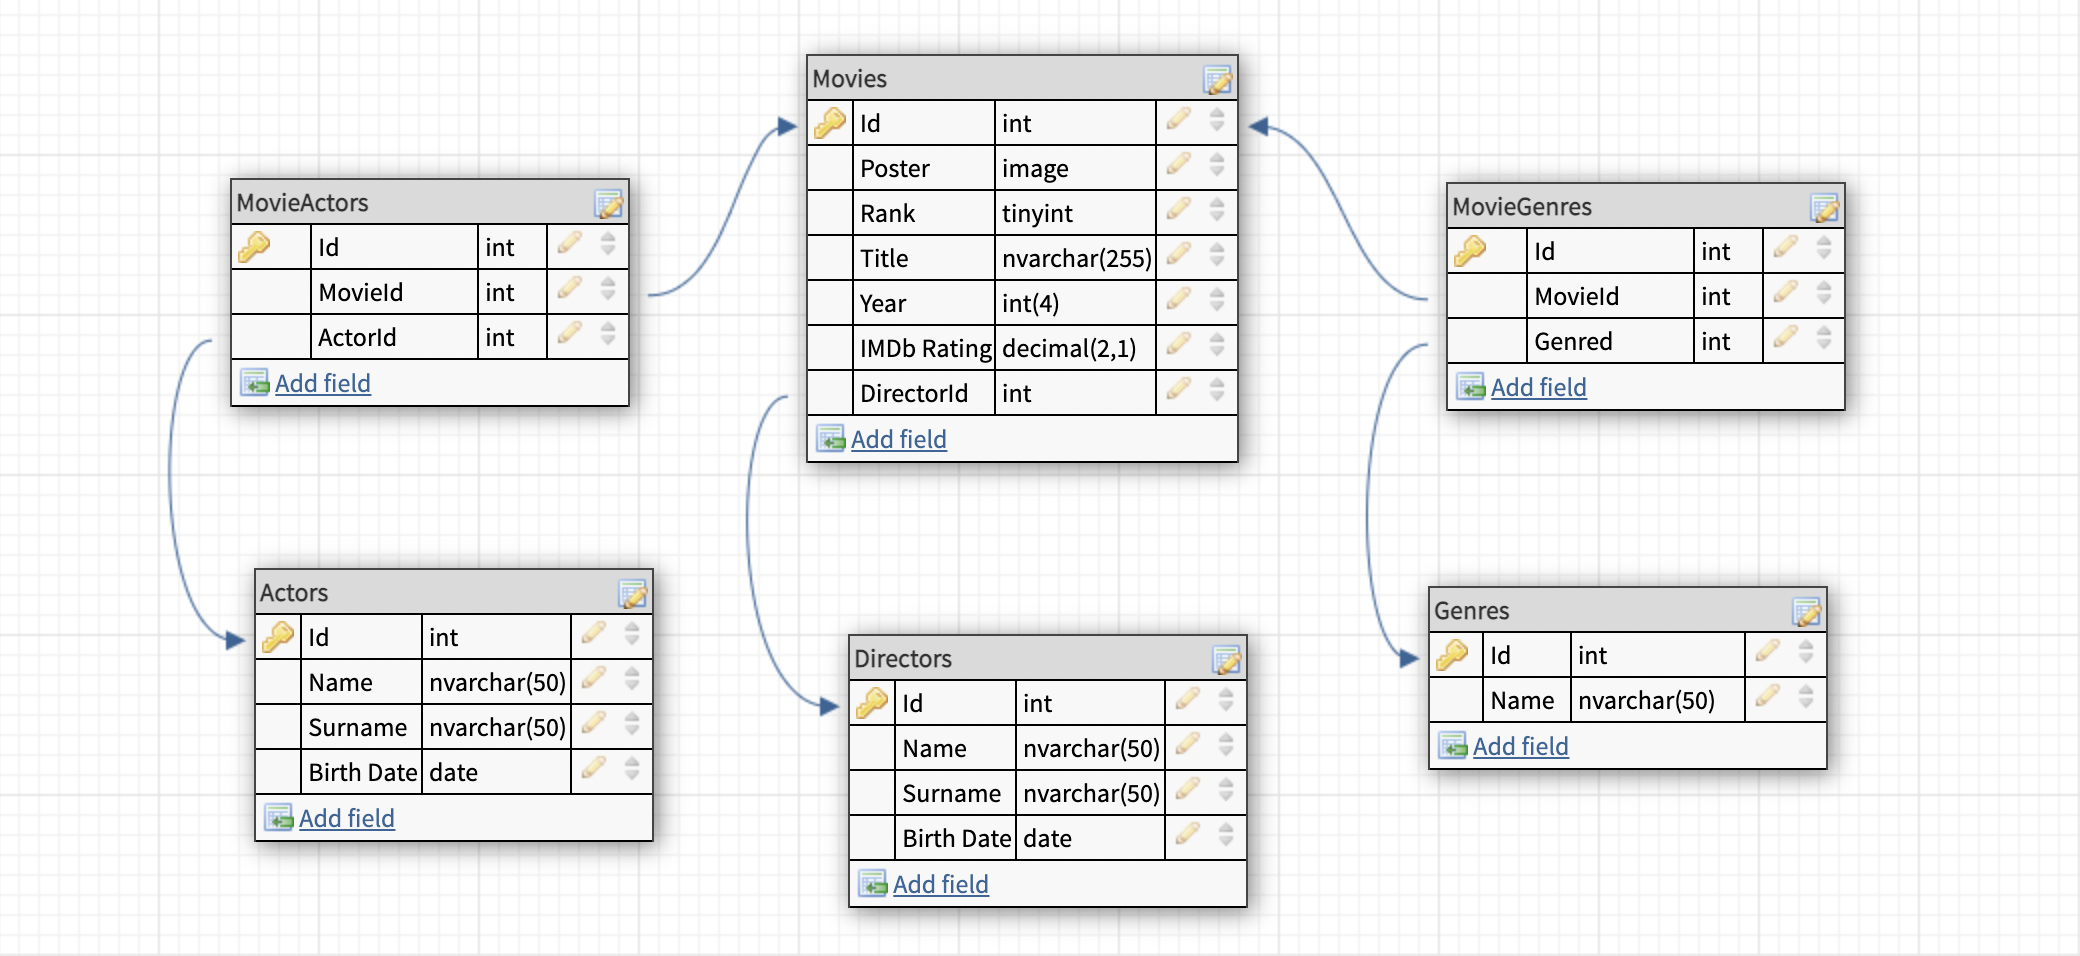 Movies
Id int
Poster image
Rank tinyint
Title nvarchar(255)
Year int(4)
IMDb Rating decimal(2,1)
DirectorId int
Add field
MovieActors
Id int
MovieId int
ActorId int
Add field
MovieGenres
Id int
MovieId int
Genred int
Add field
Actors
Id int
Name nvarchar(50)
Surname nvarchar(50)
Birth Date date
Add field
Directors
Id int
Name nvarchar(50)
Surname nvarchar(50)
Birth Date date
Add field
Genres
Id int
Name nvarchar(50)
Add field